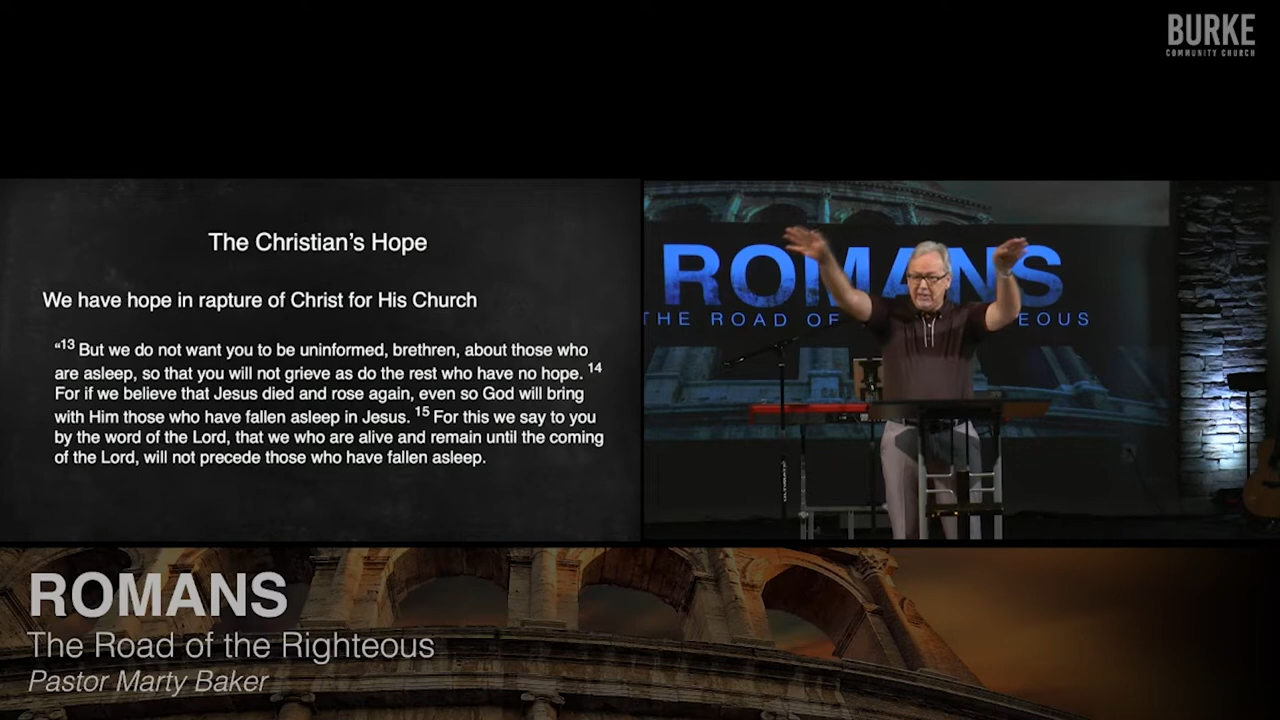 BURKE
COMMUNITY CHURCH
The Christian's Hope
We have hope in rapture of Christ for His Church
“13 But we do not want you to be uninformed, brethren, about those who
are asleep, so that you will not grieve as do the rest who have no hope. 14
For if we believe that Jesus died and rose again, even so God will bring
with Him those who have fallen asleep in Jesus. 15 For this we say to you
by the word of the Lord, that we who are alive and remain until the coming
of the Lord, will not precede those who have fallen asleep.
ROMANS
THE ROAD OF EOUS
ROMANS
The Road of the Righteous
Pastor Marty Baker